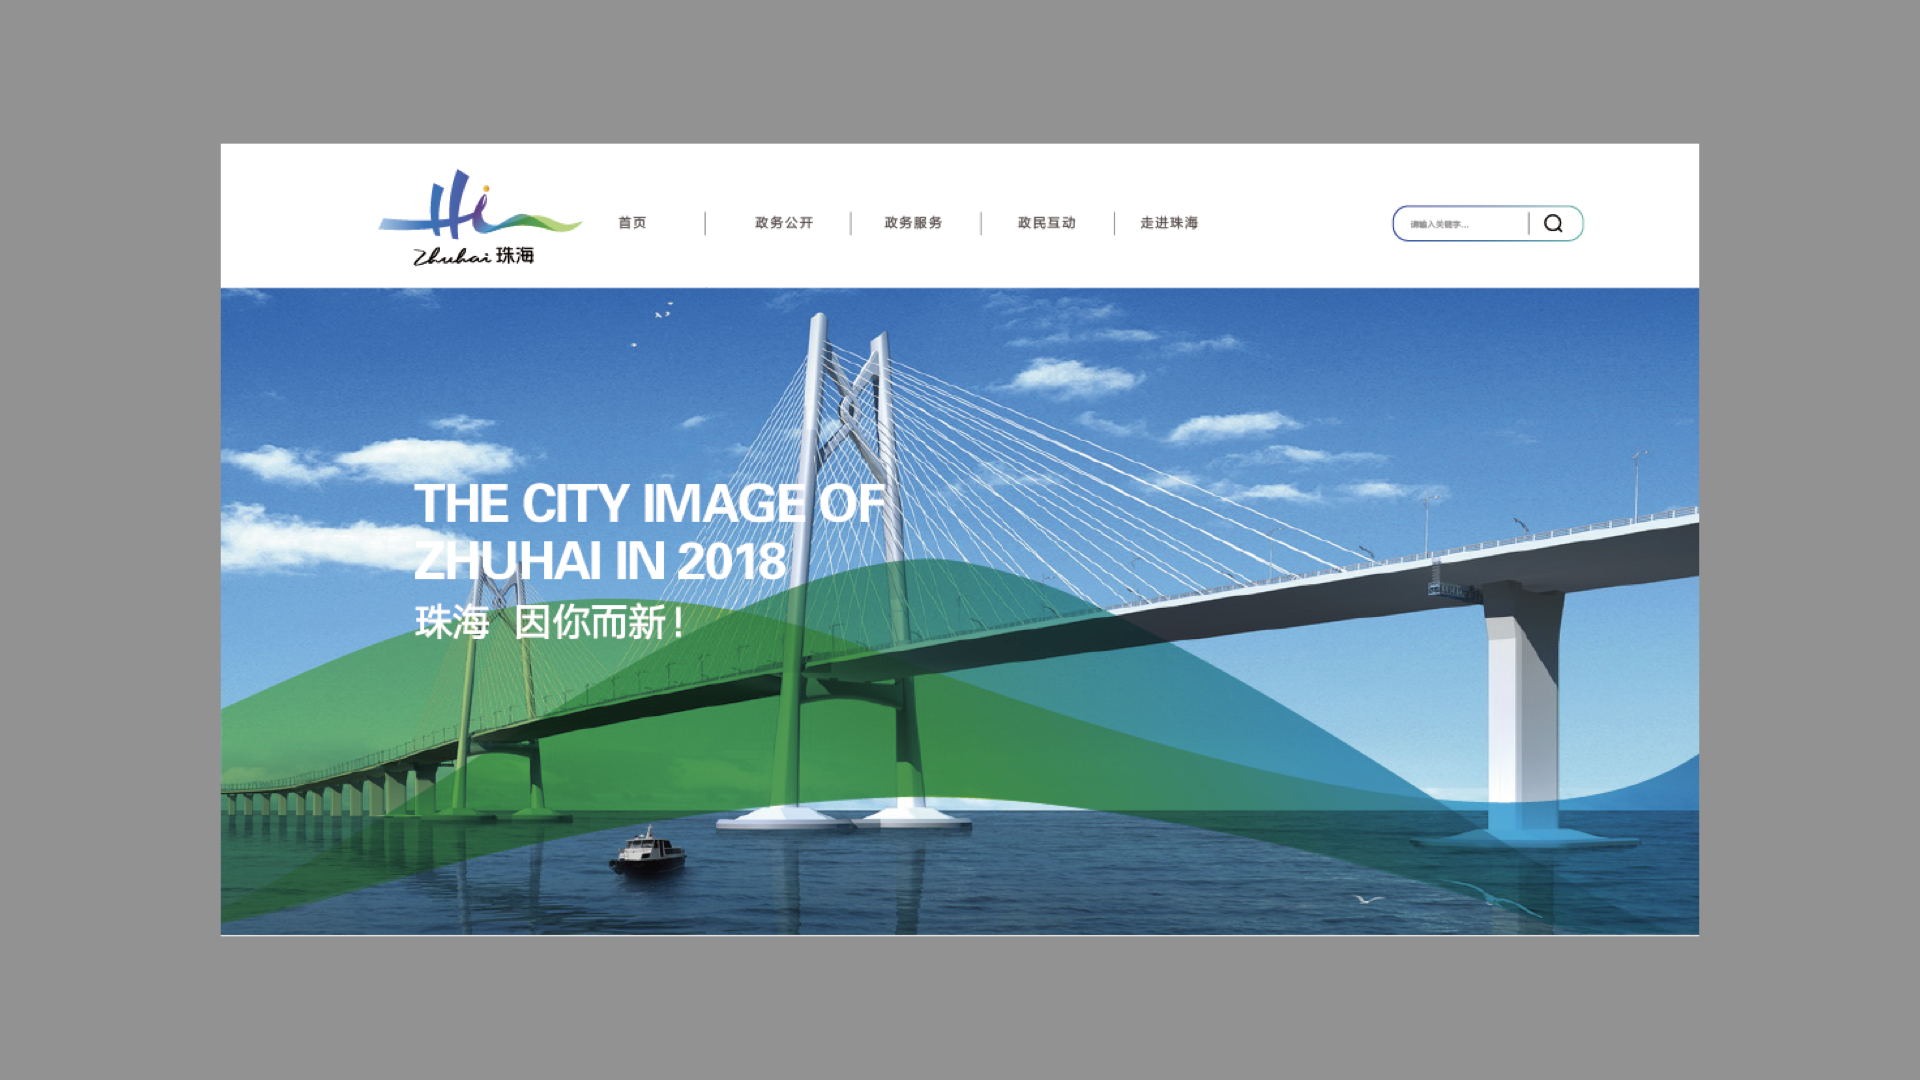 Hi
Zhuhai 珠海
首页
政务公开
政务服务
政民互动
走进珠海
请输入关键字...
THE CITY IMAGE OF
ZHUHAI IN 2018
珠海 因你而新！